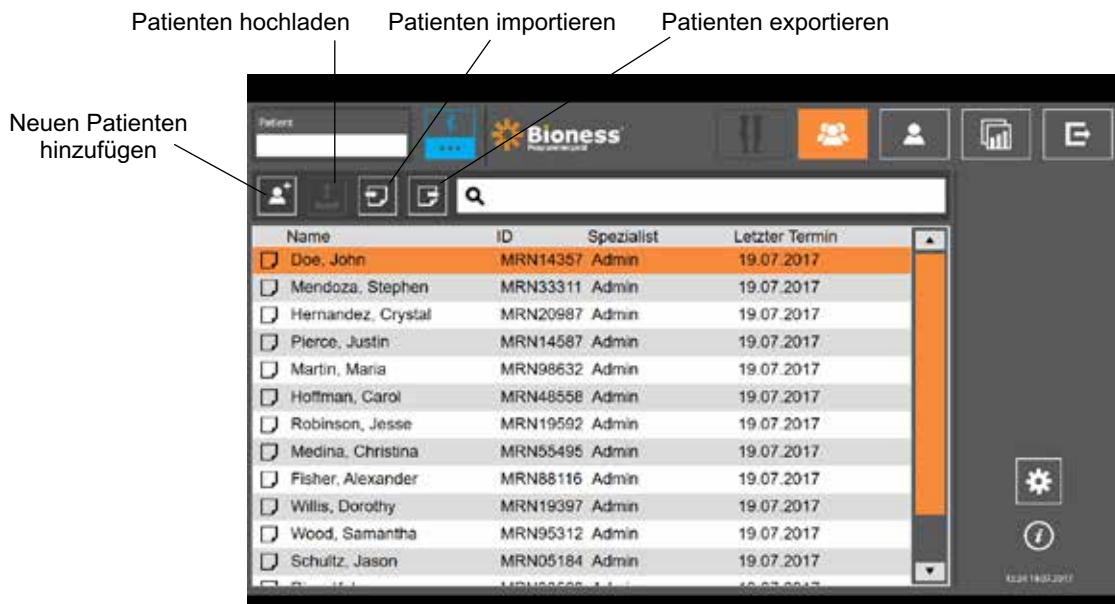 Patienten hochladen Patienten importieren Patienten exportieren
Neuen Patienten
hinzufügen
Patient
Bioness
Name ID Spezialist Letzter Termin
Doe, John MRN14357 Admin 19.07.2017
Mendoza, Stephen MRN33311 Admin 19.07.2017
Hernandez, Crystal MRN20987 Admin 19.07.2017
Pierce, Justin MRN14587 Admin 19.07.2017
Martin, Maria MRN98632 Admin 19.07.2017
Hoffman, Carol MRN48558 Admin 19.07.2017
Robinson, Jesse MRN19592 Admin 19.07.2017
Medina, Christina MRN55495 Admin 19.07.2017
Fisher, Alexander MRN88116 Admin 19.07.2017
Willis, Dorothy MRN19397 Admin 19.07.2017
Wood, Samantha MRN95312 Admin 19.07.2017
Schultz, Jason MRN05184 Admin 19.07.2017